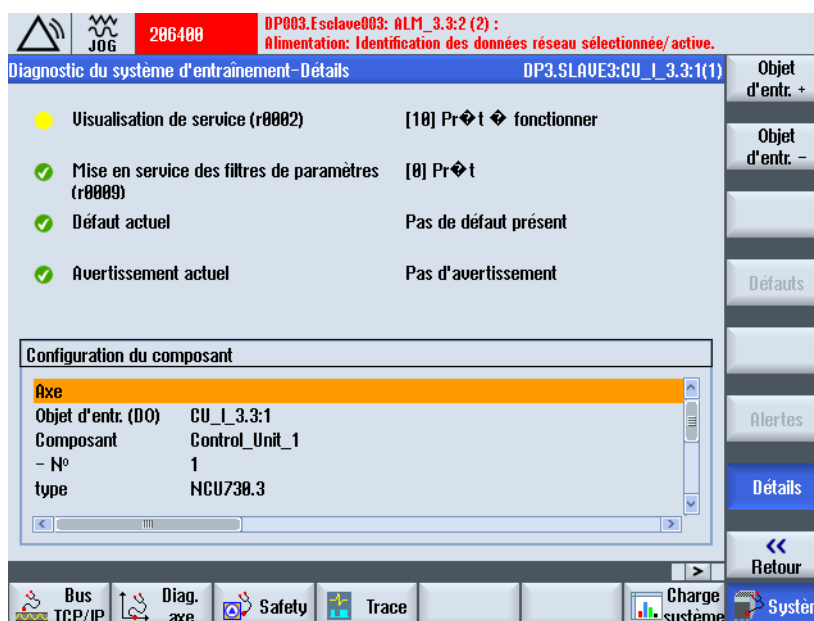 JOG
206400
DP003.Esclave003: ALM_3.3:2 (2) :
Alimentation: Identification des données réseau sélectionnée/active.
Diagnostic du système d'entraînement-Détails
DP3.SLAVE3:CU_I_3.3:1(1)
Objet
d'entr. +
Visualisation de service (r0002)
[10] Pr�t � fonctionner
Objet
d'entr. -
Mise en service des filtres de paramètres
(r0009)
[0] Pr�t
Défaut actuel
Pas de défaut présent
Avertissement actuel
Pas d'avertissement
Défauts
Configuration du composant
Axe
Objet d'entr. (DO) CU_I_3.3:1
Composant Control_Unit_1
- Nº 1
type NCU730.3
Alertes
Détails
<<
Retour
>
Bus
TCP/IP
Diag.
axe
Safety
Trace
Charge
système
Systèr